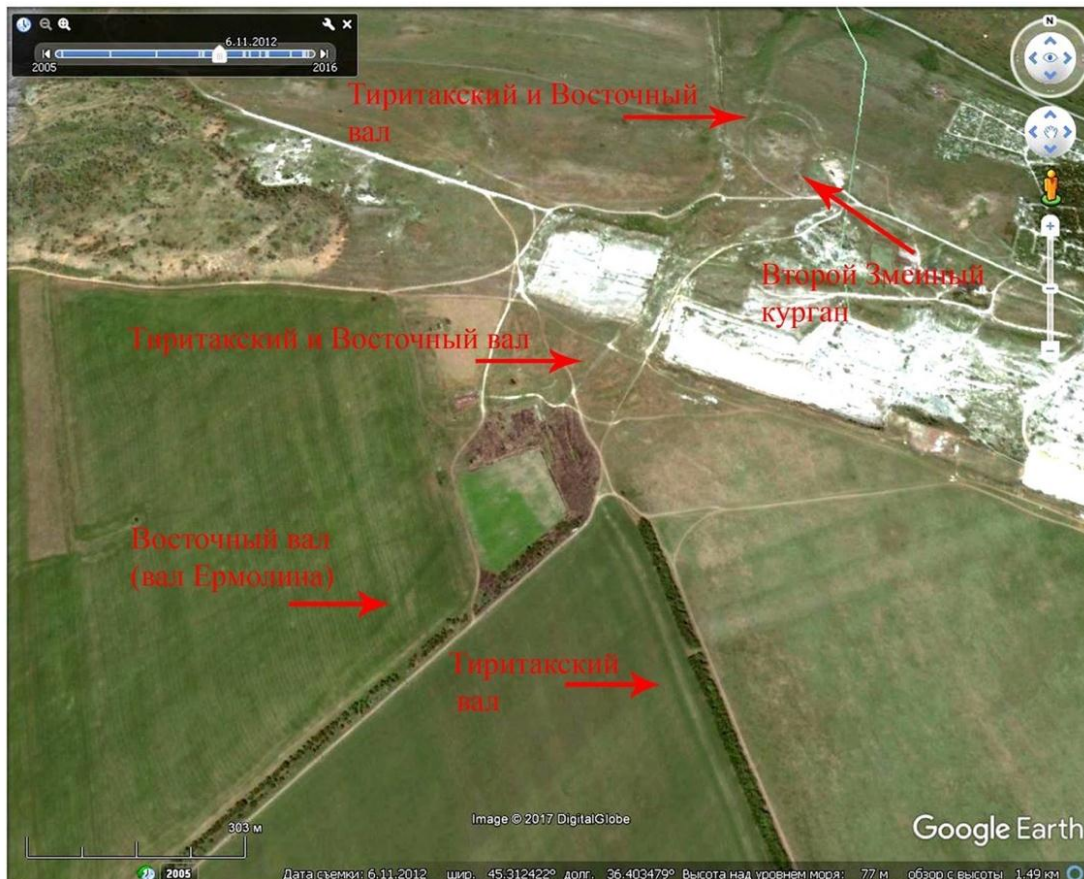 6.11.2012
2005
2016
N
Тиритакский и Восточный
вал
Второй Змеиный
курган
Тиритакский и Восточный вал
Восточный вал
(вал Ермолина)
Тиритакский
вал
303 м
Image © 2017 DigitalGlobe
Google Earth
2005
Дата съемки: 6.11.2012 шир. 45.312422° долг. 36.403479° Высота над уровнем моря: 77 м обзор с высоты 1.49 км